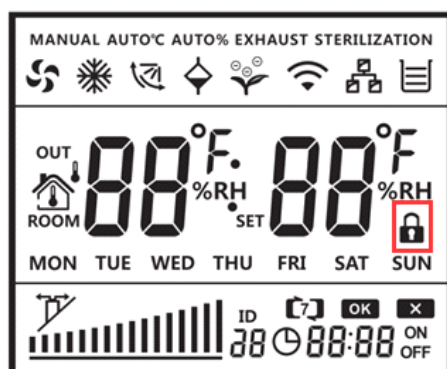 MANUAL AUTO°C AUTO% EXHAUST STERILIZATION
OUT 88°F. 88°F
%RH %RH
ROOM SET
MON TUE WED THU FRI SAT SUN
7 OK X
ID ON
88 88:88 OFF